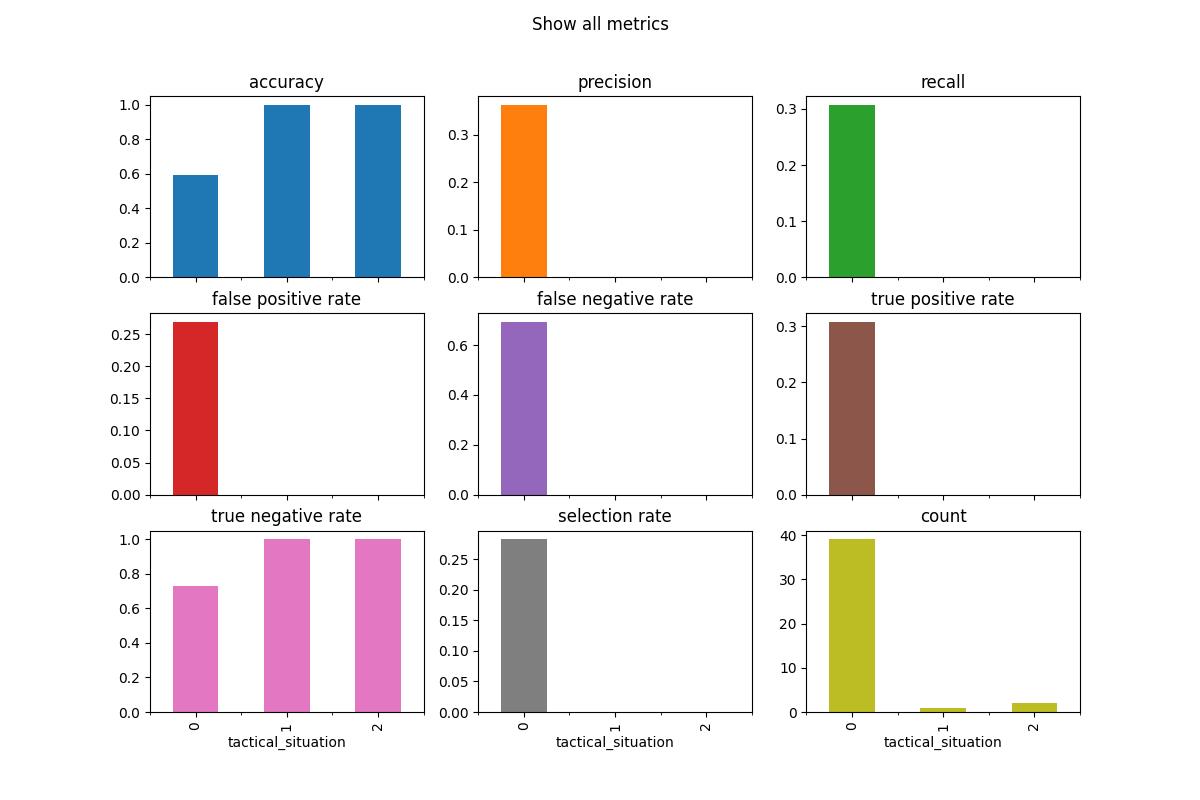 Show all metrics
accuracy
precision
recall
1.0
0.8
0.6
0.4
0.2
0.0
0.3
0.2
0.1
0.0
0.3
0.2
0.1
0.0
false positive rate
false negative rate
true positive rate
0.25
0.20
0.15
0.10
0.05
0.00
0.6
0.4
0.2
0.0
0.3
0.2
0.1
0.0
true negative rate
selection rate
count
1.0
0.8
0.6
0.4
0.2
0.0
0.25
0.20
0.15
0.10
0.05
0.00
40
30
20
10
0
0 1 2
0 1 2
0 1 2
tactical_situation
tactical_situation
tactical_situation